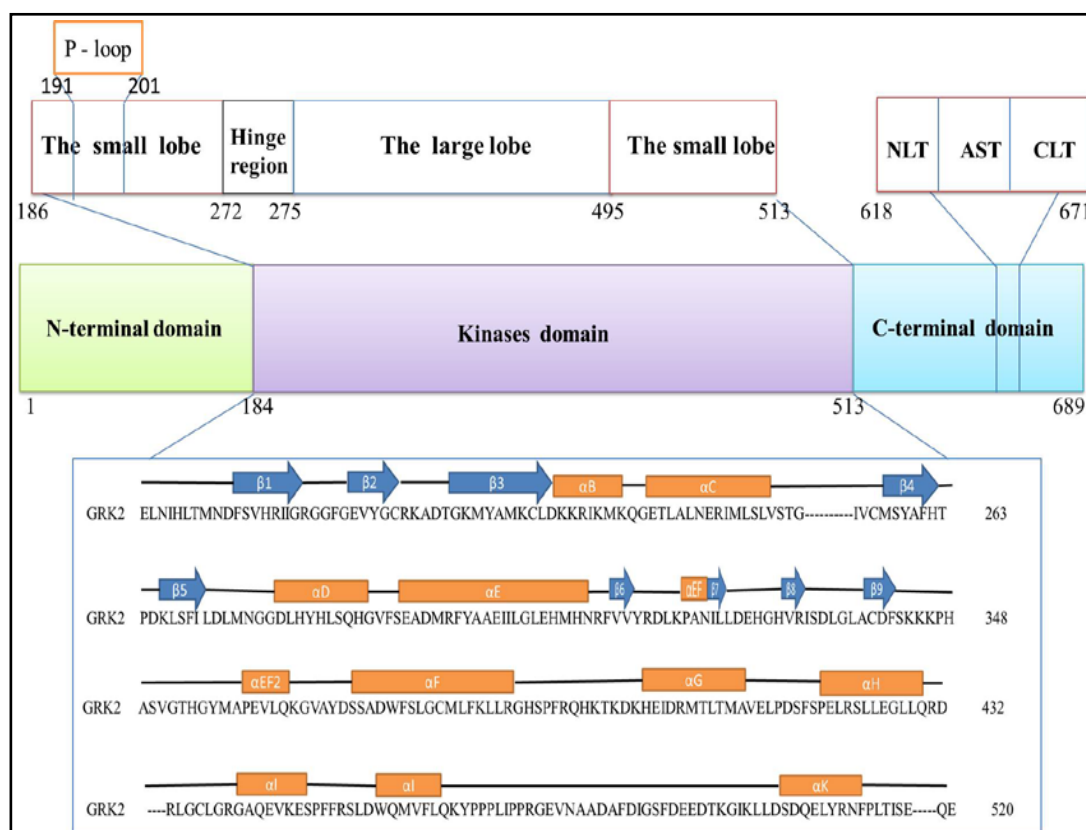 P - loop
191 201
The small lobe
Hinge region
The large lobe
The small lobe
NLT AST CLT
186 272 275 495 513 618 671
N-terminal domain
Kinases domain
C-terminal domain
1 184 513 689
β1 β2 β3 αB αC β4
GRK2 ELNIHLTMNDFSVHRIIGRGGFGEVYGCRKADTGKMYAMKCLDKKRIKMKQGETLALNERIMLSLVSTG----------IVCMSYAFHT 263
β5 αD αE β6 αEF β7 β8 β9
GRK2 PDKLSFILDLMNGGDLHYHLSQHGVFSEADMRFYAAEIILGLEHMHNRFVVYRDLKPANILLDEHGHVRISDLGLACDFSKKKPH 348
αEF2 αF αG αH
GRK2 ASVGTHGYMAPEVLQKGVAYDSSADWFSLGCMLFKLLRGHSPFRQHKTKDKHEIDRMTLTMAVELPDSFSPELRSLLEGLLQRD 432
αI αI αK
GRK2 ----RLGCLGRGAQEVKESPFFRSLDWQMVFLQKYPPPLIPPRGEVNAADAFDIGSFDEEDTKGIKLLDSDQELYRNFPLTISE-----QE 520